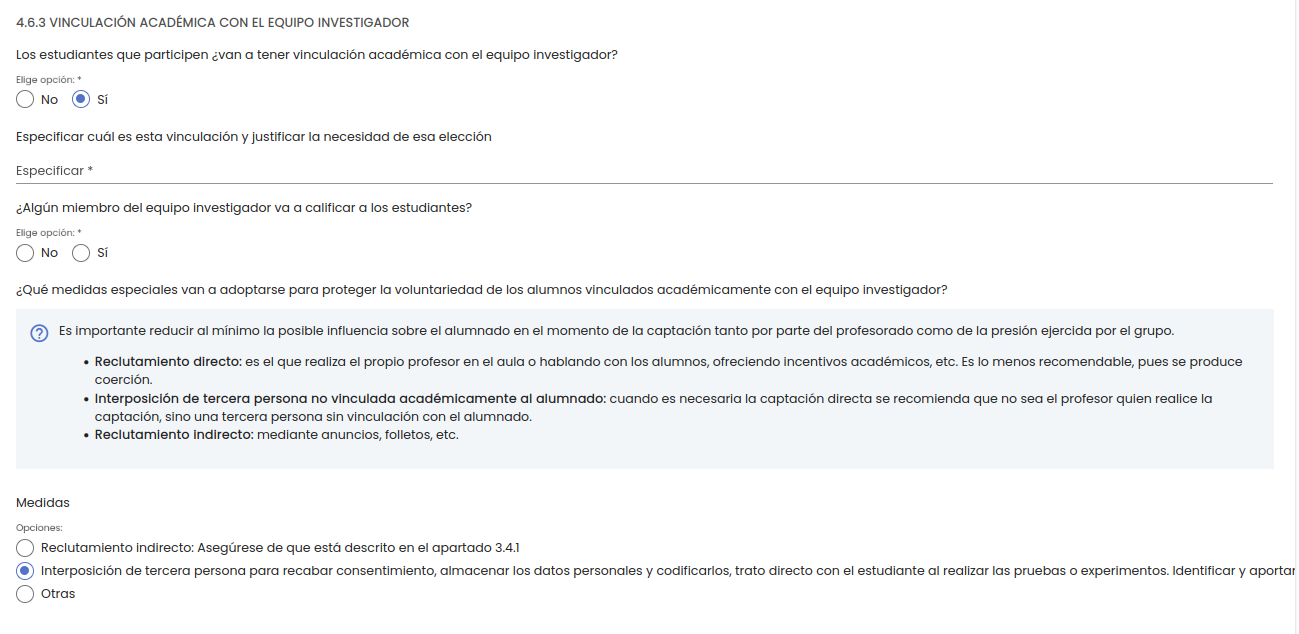 4.6.3 VINCULACIÓN ACADÉMICA CON EL EQUIPO INVESTIGADOR
Los estudiantes que participen ¿van a tener vinculación académica con el equipo investigador?
Elige opción: *
No Sí
Especificar cuál es esta vinculación y justificar la necesidad de esa elección
Especificar *
¿Algún miembro del equipo investigador va a calificar a los estudiantes?
Elige opción: *
No Sí
¿Qué medidas especiales van a adoptarse para proteger la voluntariedad de los alumnos vinculados académicamente con el equipo investigador?
Es importante reducir al mínimo la posible influencia sobre el alumnado en el momento de la captación tanto por parte del profesorado como de la presión ejercida por el grupo.
• Reclutamiento directo: es el que realiza el propio profesor en el aula o hablando con los alumnos, ofreciendo incentivos académicos, etc. Es lo menos recomendable, pues se produce
coerción.
• Interposición de tercera persona no vinculada académicamente al alumnado: cuando es necesaria la captación directa se recomienda que no sea el profesor quien realice la
captación, sino una tercera persona sin vinculación con el alumnado.
• Reclutamiento indirecto: mediante anuncios, folletos, etc.
Medidas
Opciones:
Reclutamiento indirecto: Asegúrese de que está descrito en el apartado 3.4.1
Interposición de tercera persona para recabar consentimiento, almacenar los datos personales y codificarlos, trato directo con el estudiante al realizar las pruebas o experimentos. Identificar y aportar
Otras